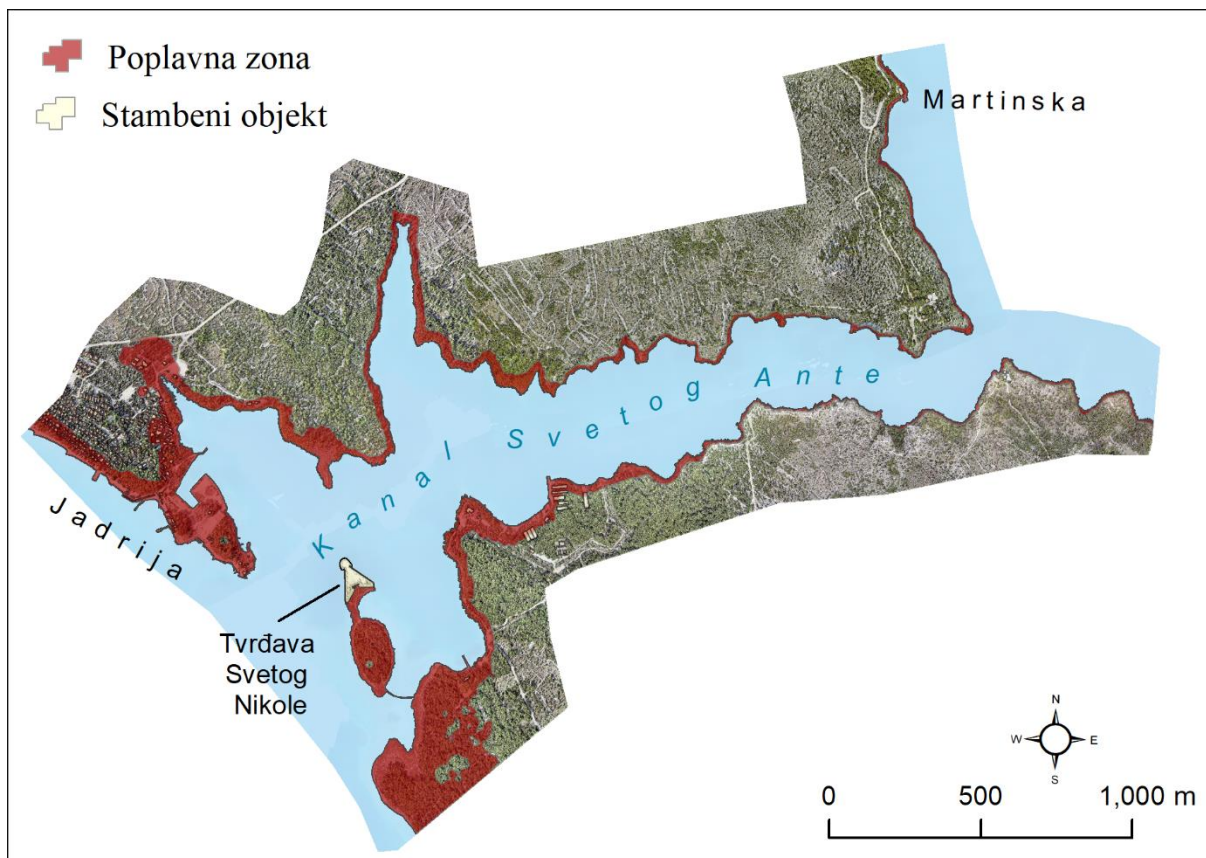 Poplavna zona
Stambeni objekt
Martinska
Kanal Svetog Ante
Jadrija
Tvrđava
Svetog
Nikole
N
W E
S
0 500 1,000 m